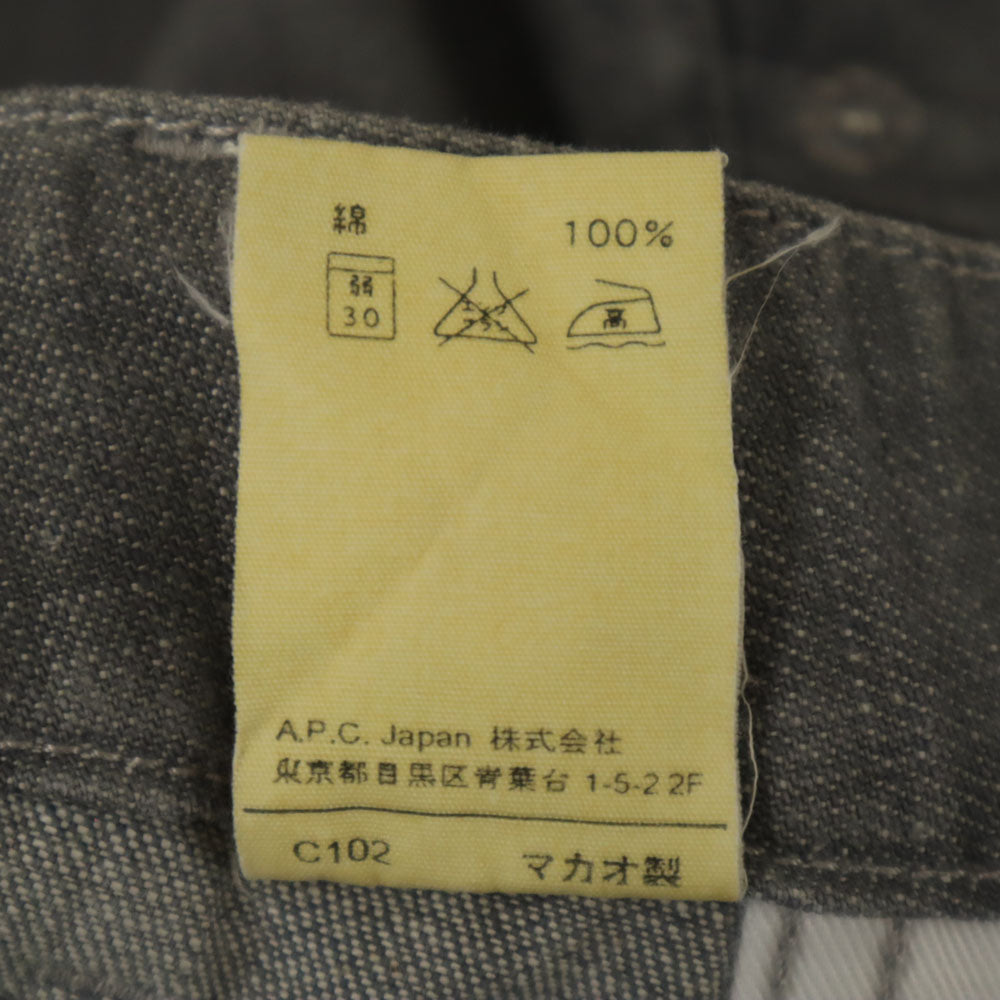 綿 100%
弱 高
30
A.P.C. Japan 株式会社
東京都目黒区青葉台 1-5-2 2F
C102 マカオ製